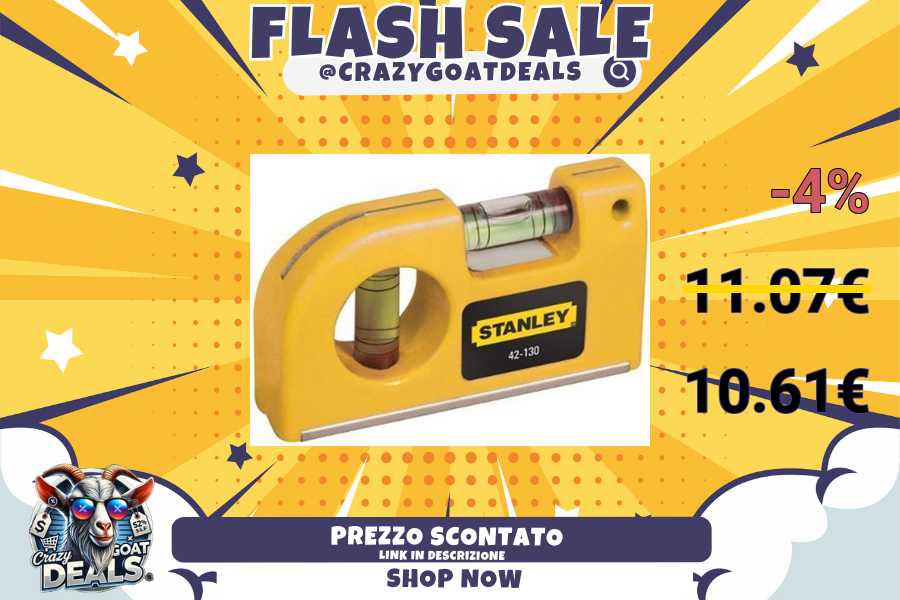 FLASH SALE
@CRAZYGOATDEALS
-4%
11.07€
STANLEY
42-130
10.61€
PREZZO SCONTATO
LINK IN DESCRIZIONE
SHOP NOW
$
52%
Crazy
GOAT
DEALS